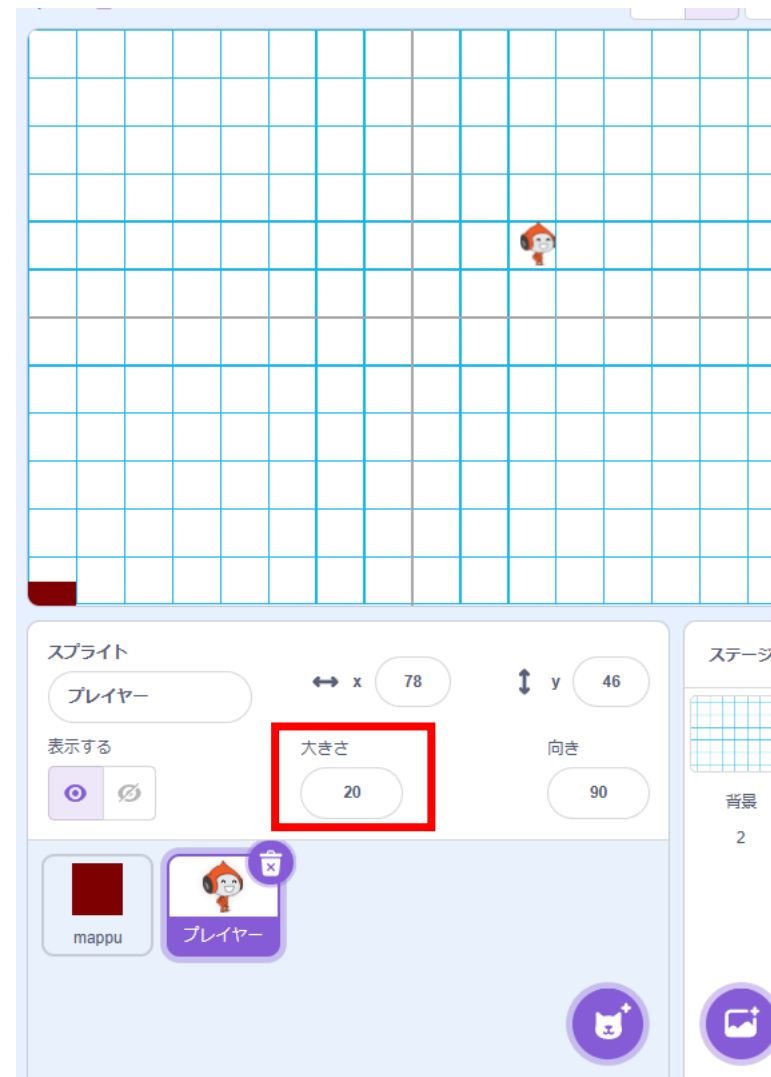 スプライト
プレイヤー
x 78
y 46
表示する
大きさ
20
向き
90
mappu
プレイヤー
ステージ
背景
2